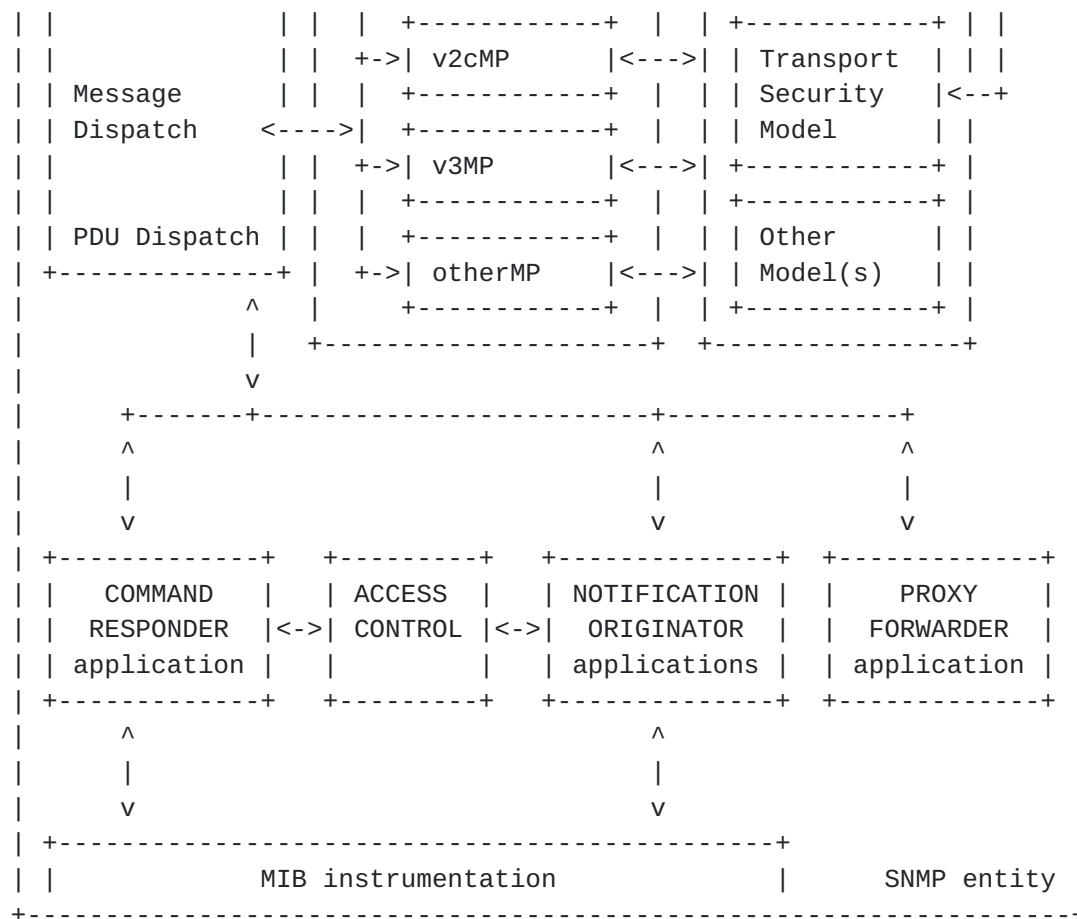 | |              | |  |  +------------+  |  | +------------+ | |
| |              | |  +->| v2cMP      |<--->| | Transport  | | |
| | Message      | |  |  +------------+  |  | | Security   |<--+
| | Dispatch    <---->|  +------------+  |  | | Model      | |
| |              | |  +->| v3MP       |<--->| +------------+ |
| |              | |  |  +------------+  |  | +------------+ |
| | PDU Dispatch | |  |  +------------+  |  | | Other      | |
| +--------------+ |  +->| otherMP    |<--->| | Model(s)   | |
|              ^   |     +------------+  |  | +------------+ |
|              |   +---------------------+  +----------------+
|              v
|      +-------+-------------------------+---------------+
|      ^                                 ^               ^
|      |                                 |               |
|      v                                 v               v
| +-------------+   +---------+   +--------------+  +-------------+
| |   COMMAND   |   | ACCESS  |   | NOTIFICATION |  |    PROXY    |
| |  RESPONDER  |<->| CONTROL |<->|  ORIGINATOR  |  |  FORWARDER  |
| | application |   |         |   | applications |  | application |
| +-------------+   +---------+   +--------------+  +-------------+
|      ^                                 ^
|      |                                 |
|      v                                 v
| +----------------------------------------------+
| |             MIB instrumentation              |      SNMP entity
+-------------------------------------------------------------------